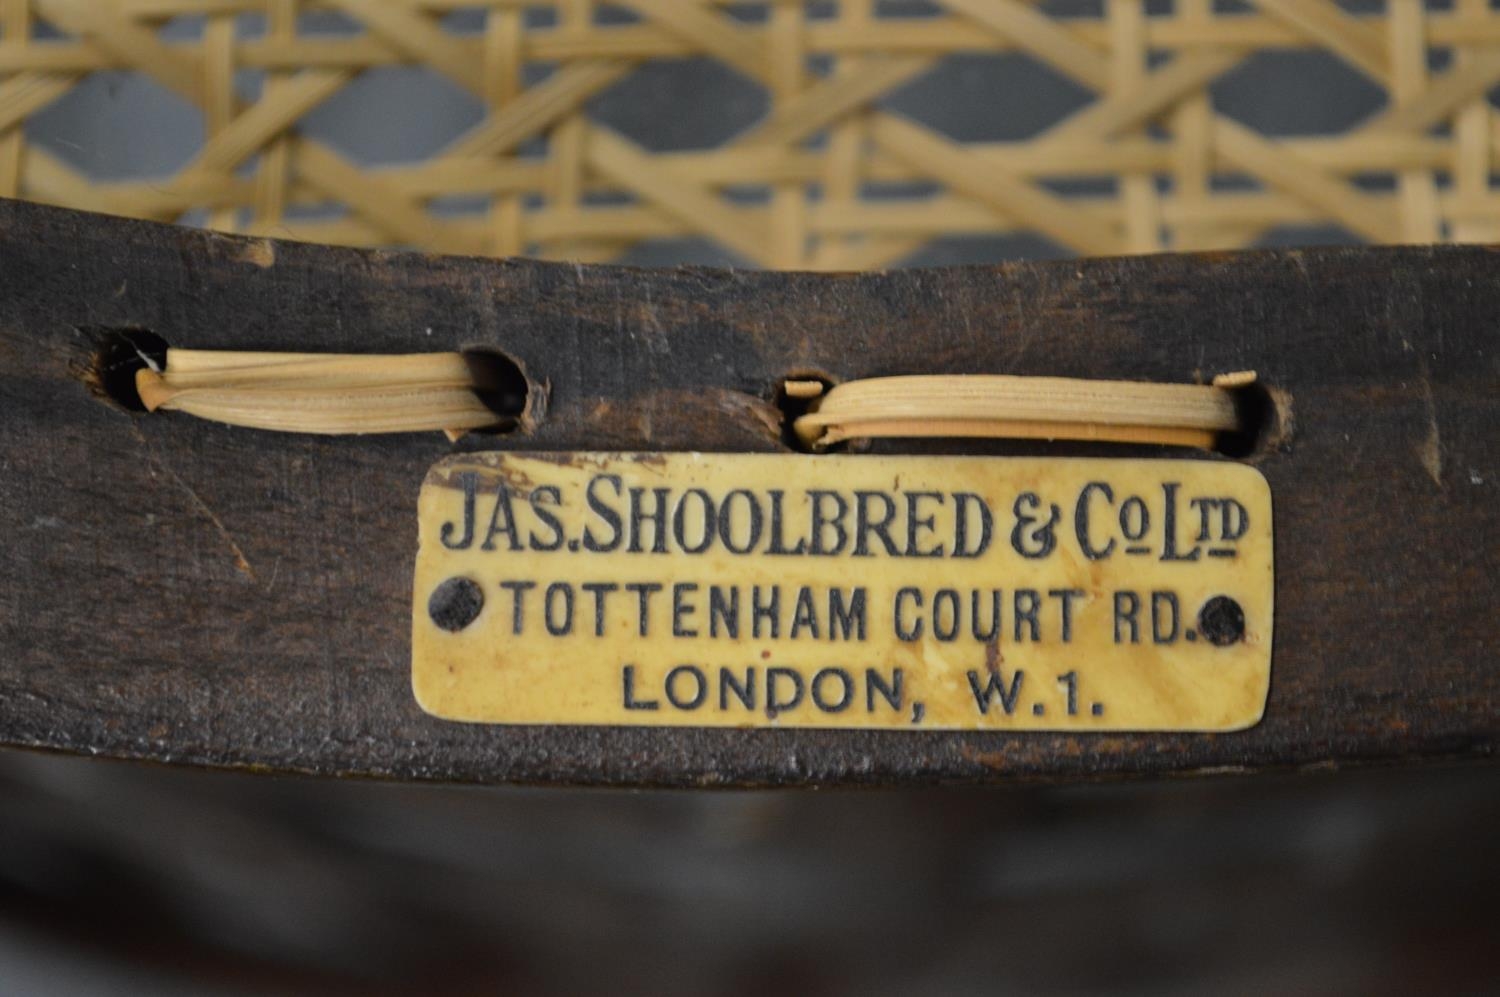 JAS. SHOOLBRED & CO LTD
TOTTENHAM COURT RD.
LONDON, W.1.